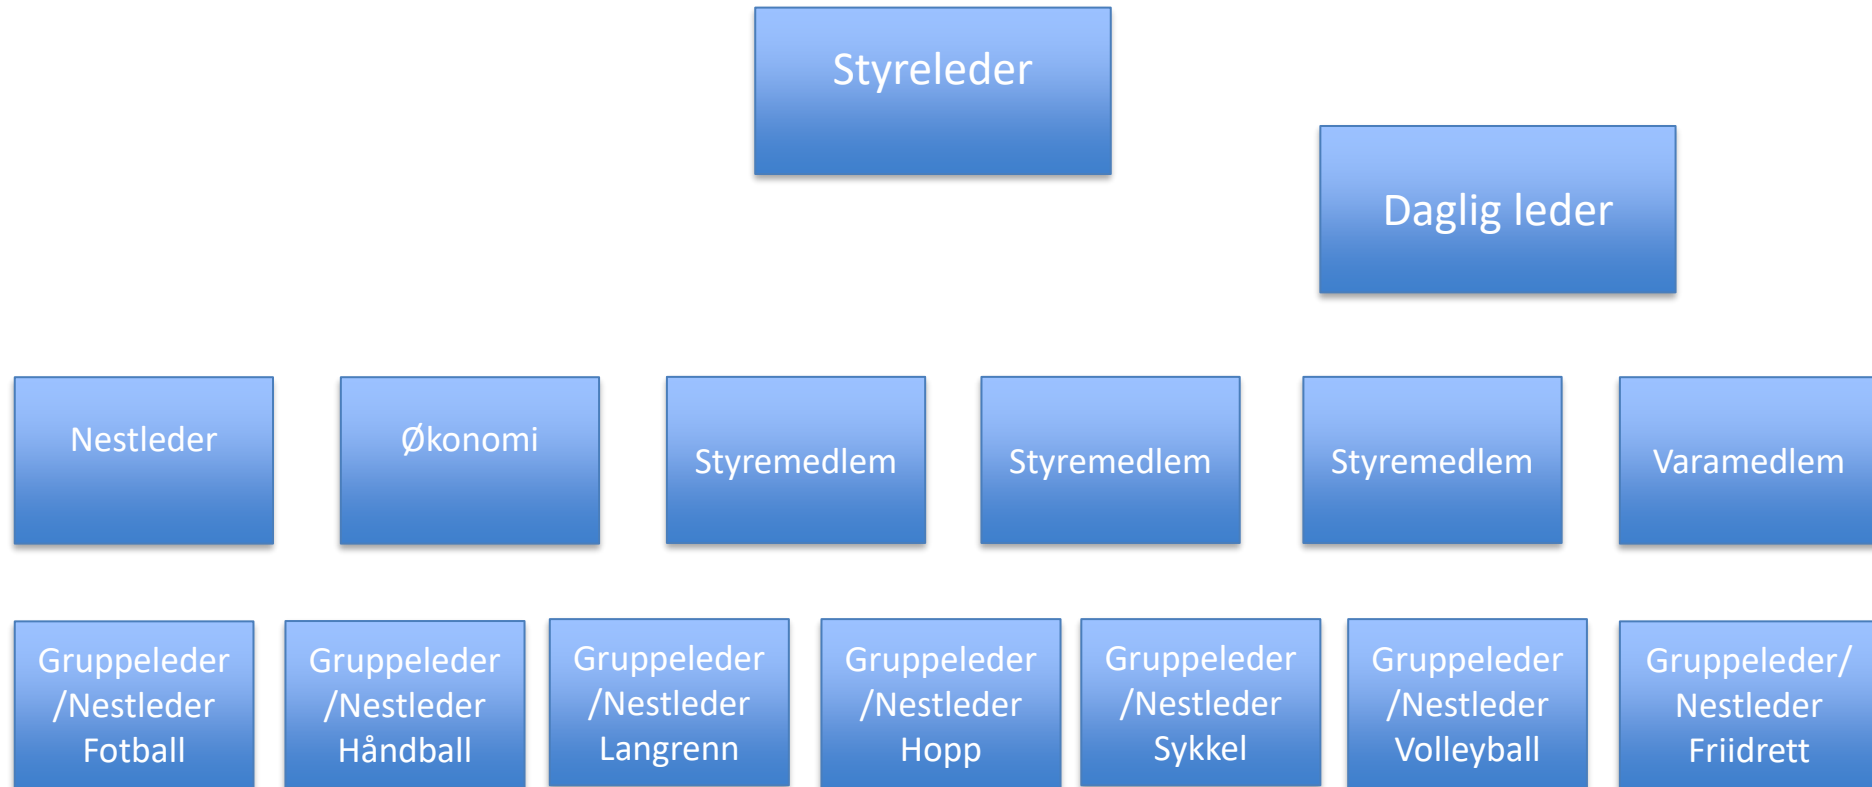 Styreleder
Daglig leder
Nestleder
Økonomi
Styremedlem
Styremedlem
Styremedlem
Varamedlem
Gruppeleder
/Nestleder
Fotball
Gruppeleder
/Nestleder
Håndball
Gruppeleder
/Nestleder
Langrenn
Gruppeleder
/Nestleder
Hopp
Gruppeleder
/Nestleder
Sykkel
Gruppeleder
/Nestleder
Volleyball
Gruppeleder/
Nestleder
Friidrett